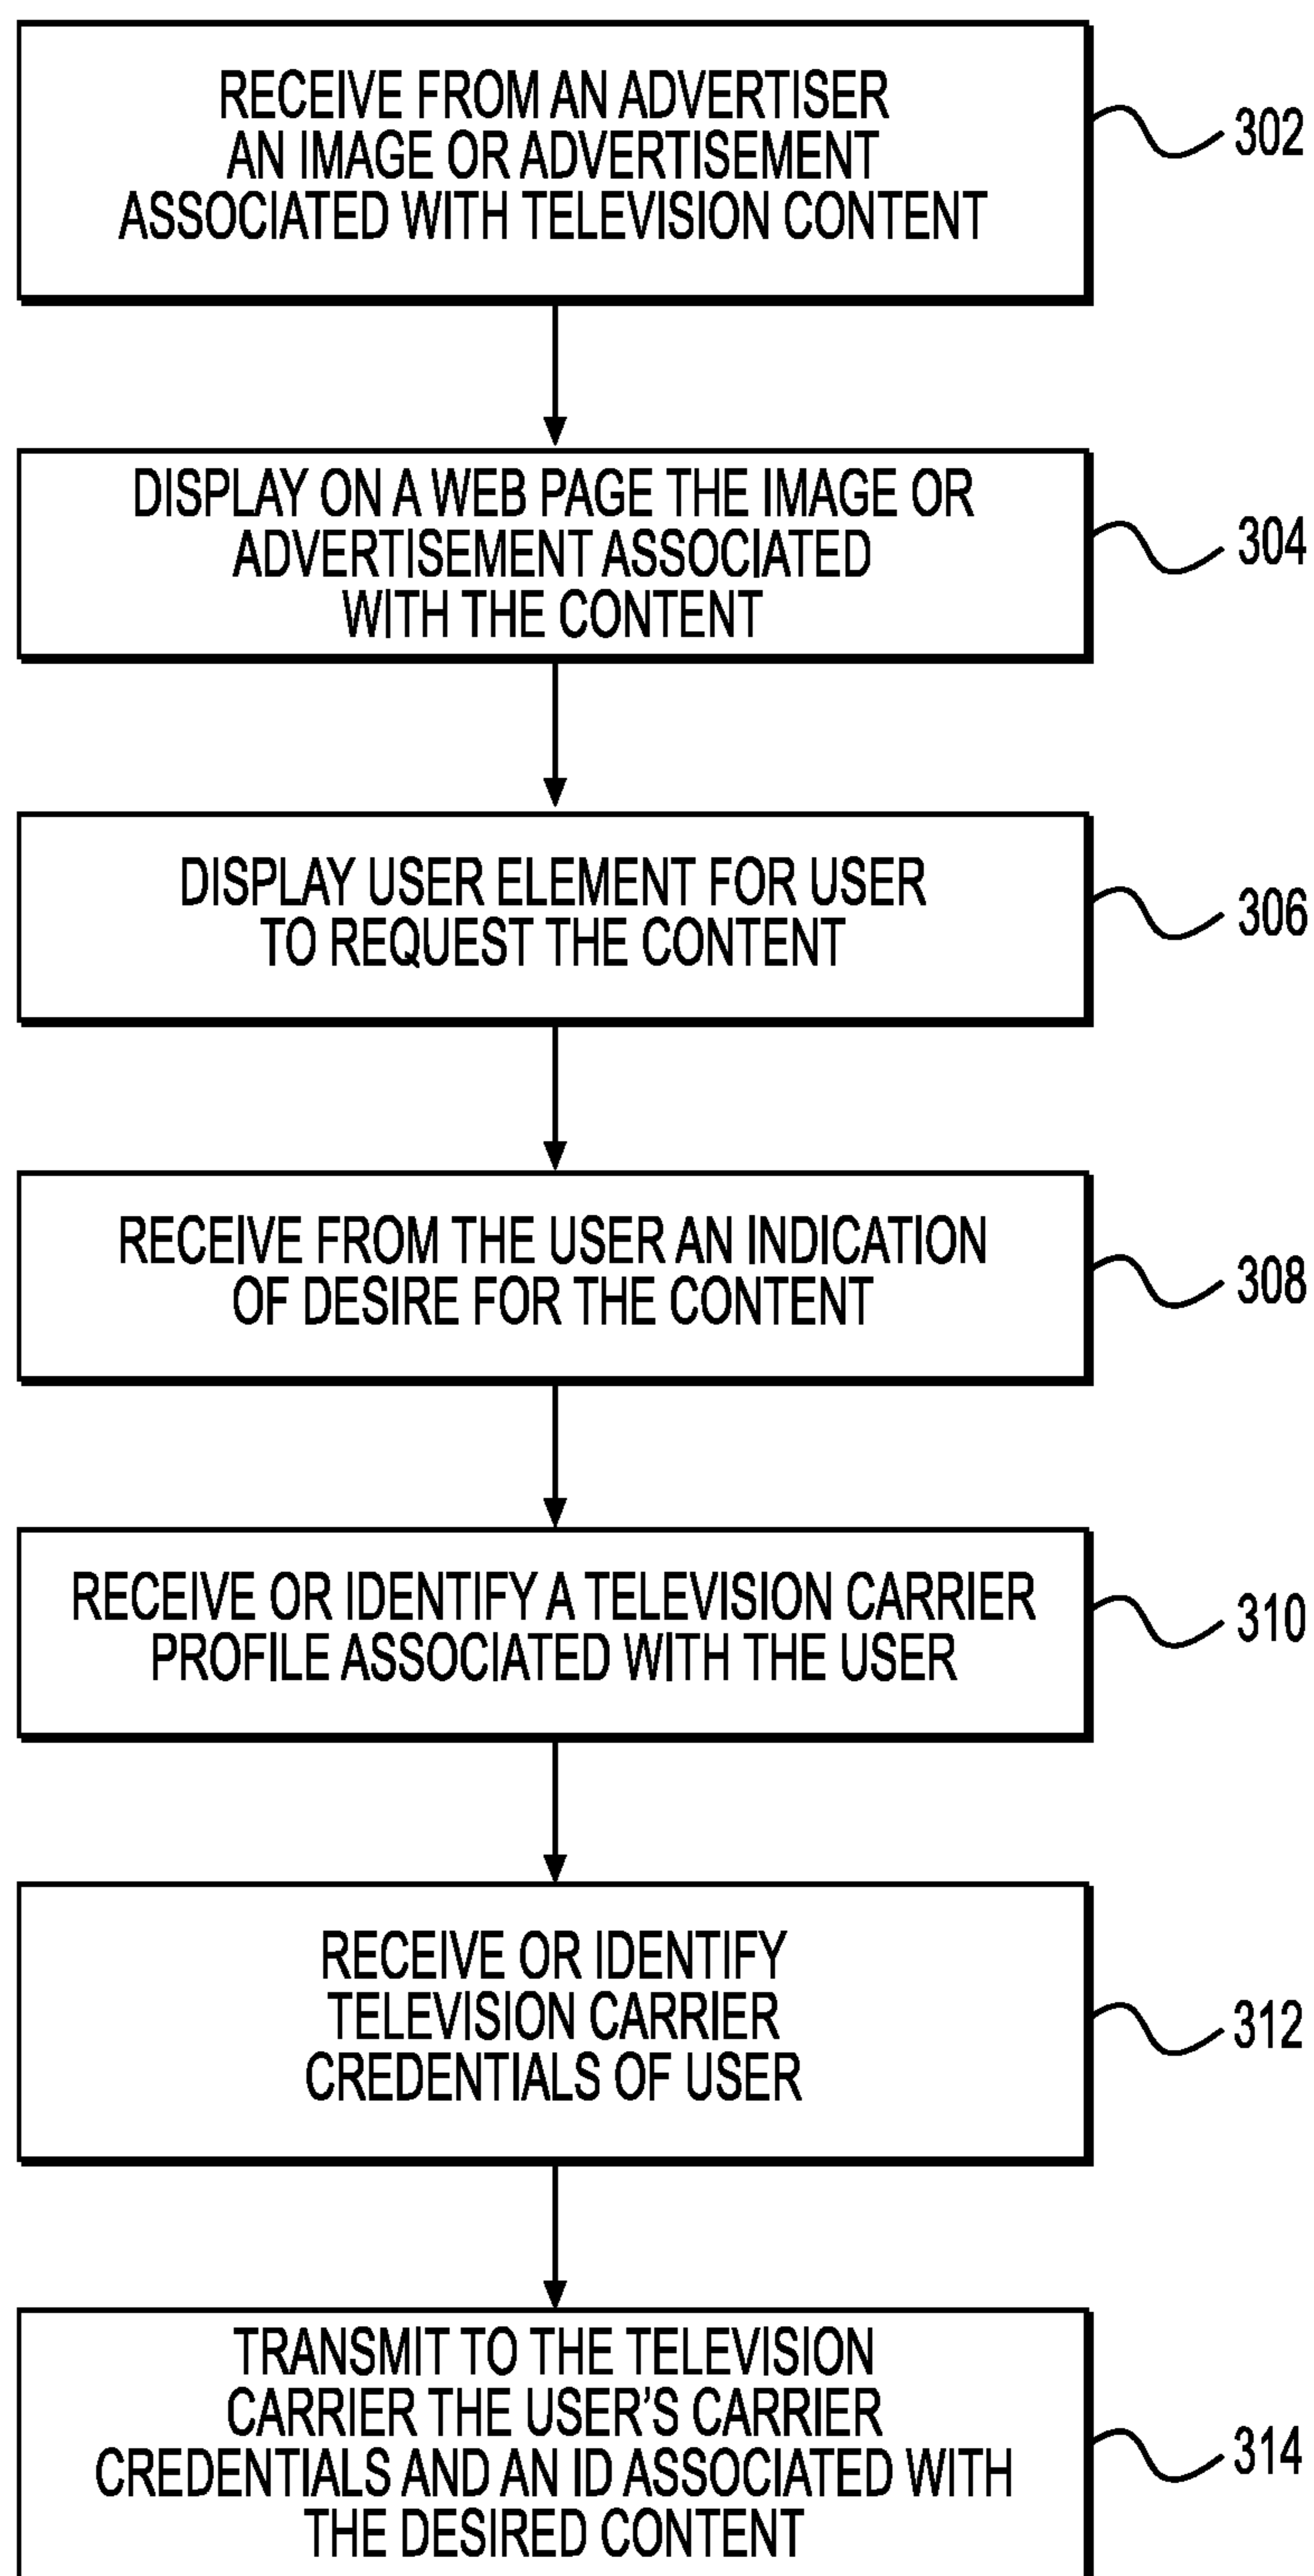 RECEIVE FROM AN ADVERTISER
AN IMAGE OR ADVERTISEMENT
ASSOCIATED WITH TELEVISION CONTENT
302
DISPLAY ON A WEB PAGE THE IMAGE OR
ADVERTISEMENT ASSOCIATED
WITH THE CONTENT
304
DISPLAY USER ELEMENT FOR USER
TO REQUEST THE CONTENT
306
RECEIVE FROM THE USER AN INDICATION
OF DESIRE FOR THE CONTENT
308
RECEIVE OR IDENTIFY A TELEVISION CARRIER
PROFILE ASSOCIATED WITH THE USER
310
RECEIVE OR IDENTIFY
TELEVISION CARRIER
CREDENTIALS OF USER
312
TRANSMIT TO THE TELEVISION
CARRIER THE USER'S CARRIER
CREDENTIALS AND AN ID ASSOCIATED WITH
THE DESIRED CONTENT
314